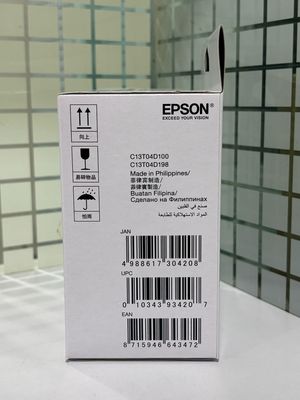 EPSON®
EXCEED YOUR VISION
向上
易碎物品
怕雨
C13T04D100
C13T04D198
Made in Philippines/
菲律宾制造/
菲律賓製造/
Buatan Filipina/
Сделано на Филиппинах
صنع في الفلبين
المواد الاستهلاكية للطابعة
JAN
4 988617 304208
UPC
0 10343 93420 7
EAN
8 715946 643472